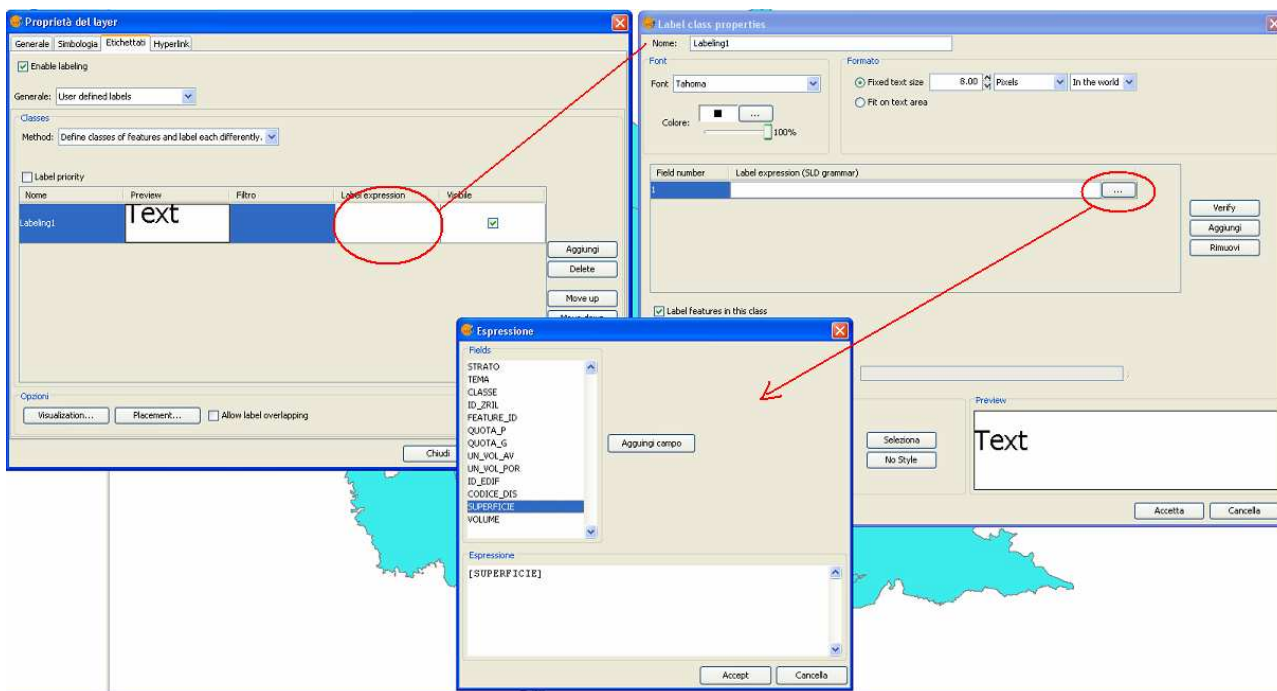 Proprietà del layer
Generale Simbologia Etichettati Hyperlink
Enable labeling
Generale: User defined labels
Classes
Method: Define classes of features and label each differently.
Label priority
Nome Preview Filtro Label expression Visibile
Labeling1 Text
Aggiungi
Delete
Move up
Move down
Opzioni
Visualization... Placement... Allow label overlapping
Chiudi
Label class properties
Nome: Labeling1
Font
Font Tahoma
Colore: ... 100%
Formato
Fixed text size 8.00 Pixels In the world
Fit on text area
Field number Label expression (SLD grammar)
1 ...
Verify
Aggiungi
Rimuovi
Label features in this class
Seleziona
No Style
Preview
Text
Accetta Cancella
Espressione
Fields
STRATO
TEMA
CLASSE
ID_ZRIL
FEATURE_ID
QUOTA_P
QUOTA_G
UN_VOL_AV
UN_VOL_POR
ID_EDIF
CODICE_DIS
SUPERFICIE
VOLUME
Agguingi campo
Espressione
[SUPERFICIE]
Accept Cancella